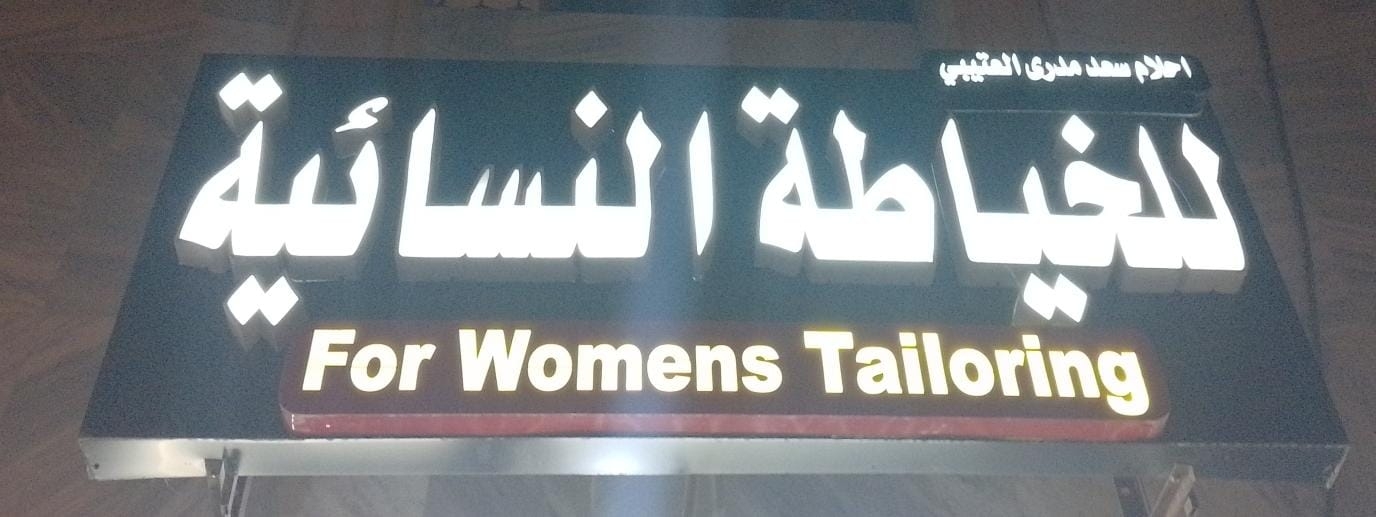 احلام سعد مدرى العتيبي
للخياطة النسائية
For Womens Tailoring